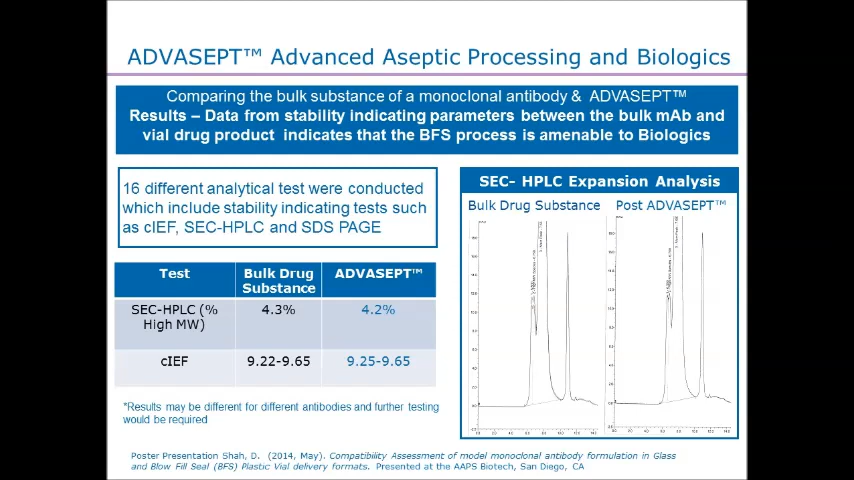 ADVASEPT™ Advanced Aseptic Processing and Biologics
Comparing the bulk substance of a monoclonal antibody & ADVASEPT™
Results – Data from stability indicating parameters between the bulk mAb and
vial drug product indicates that the BFS process is amenable to Biologics
16 different analytical test were conducted
which include stability indicating tests such
as cIEF, SEC-HPLC and SDS PAGE
Test
Bulk Drug
Substance
ADVASEPT™
SEC-HPLC (%
High MW)
4.3%
4.2%
cIEF
9.22-9.65
9.25-9.65
*Results may be different for different antibodies and further testing
would be required
SEC- HPLC Expansion Analysis
Bulk Drug Substance
Post ADVASEPT™
Poster Presentation Shah, D. (2014, May). Compatibility Assessment of model monoclonal antibody formulation in Glass
and Blow Fill Seal (BFS) Plastic Vial delivery formats. Presented at the AAPS Biotech, San Diego, CA